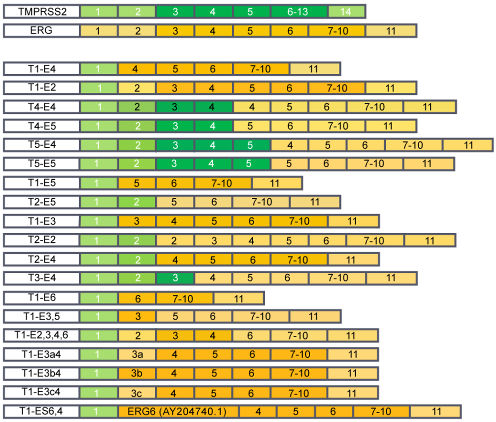 TMPRSS2 1 2 3 4 5 6-13 14
ERG 1 2 3 4 5 6 7-10 11
T1-E4 1 4 5 6 7-10 11
T1-E2 1 2 3 4 5 6 7-10 11
T4-E4 1 2 3 4 4 5 6 7-10 11
T4-E5 1 2 3 4 5 6 7-10 11
T5-E4 1 2 3 4 5 4 5 6 7-10 11
T5-E5 1 2 3 4 5 5 6 7-10 11
T1-E5 1 5 6 7-10 11
T2-E5 1 2 5 6 7-10 11
T1-E3 1 3 4 5 6 7-10 11
T2-E2 1 2 2 3 4 5 6 7-10 11
T2-E4 1 2 4 5 6 7-10 11
T3-E4 1 2 3 4 5 6 7-10 11
T1-E6 1 6 7-10 11
T1-E3,5 1 3 5 6 7-10 11
T1-E2,3,4,6 1 2 3 4 6 7-10 11
T1-E3a4 1 3a 4 5 6 7-10 11
T1-E3b4 1 3b 4 5 6 7-10 11
T1-E3c4 1 3c 4 5 6 7-10 11
T1-ES6,4 1 ERG6 (AY204740.1) 4 5 6 7-10 11